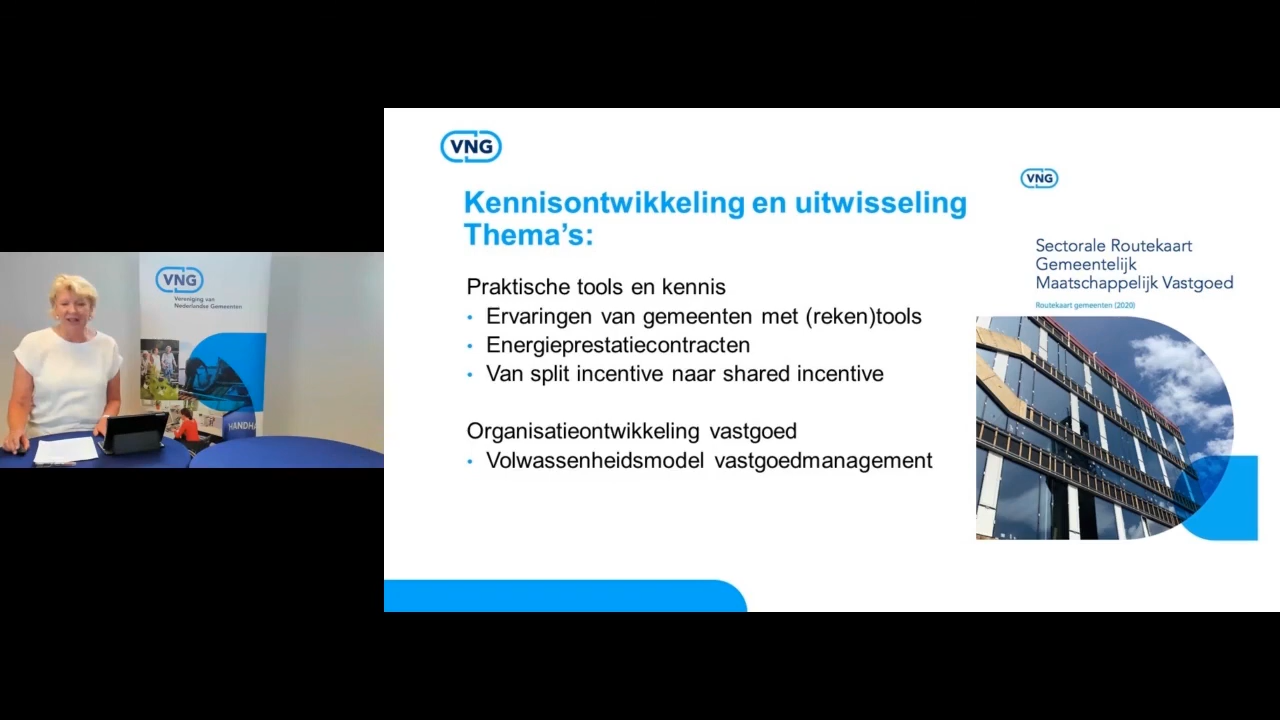 VNG
Vereniging van
Nederlandse Gemeenten
HANDHA
VNG
Kennisontwikkeling en uitwisseling
Thema's:
Praktische tools en kennis
• Ervaringen van gemeenten met (reken)tools
• Energieprestatiecontracten
• Van split incentive naar shared incentive
Organisatieontwikkeling vastgoed
• Volwassenheidsmodel vastgoedmanagement
VNG
Sectorale Routekaart
Gemeentelijk
Maatschappelijk Vastgoed
Routekaart gemeenten (2020)